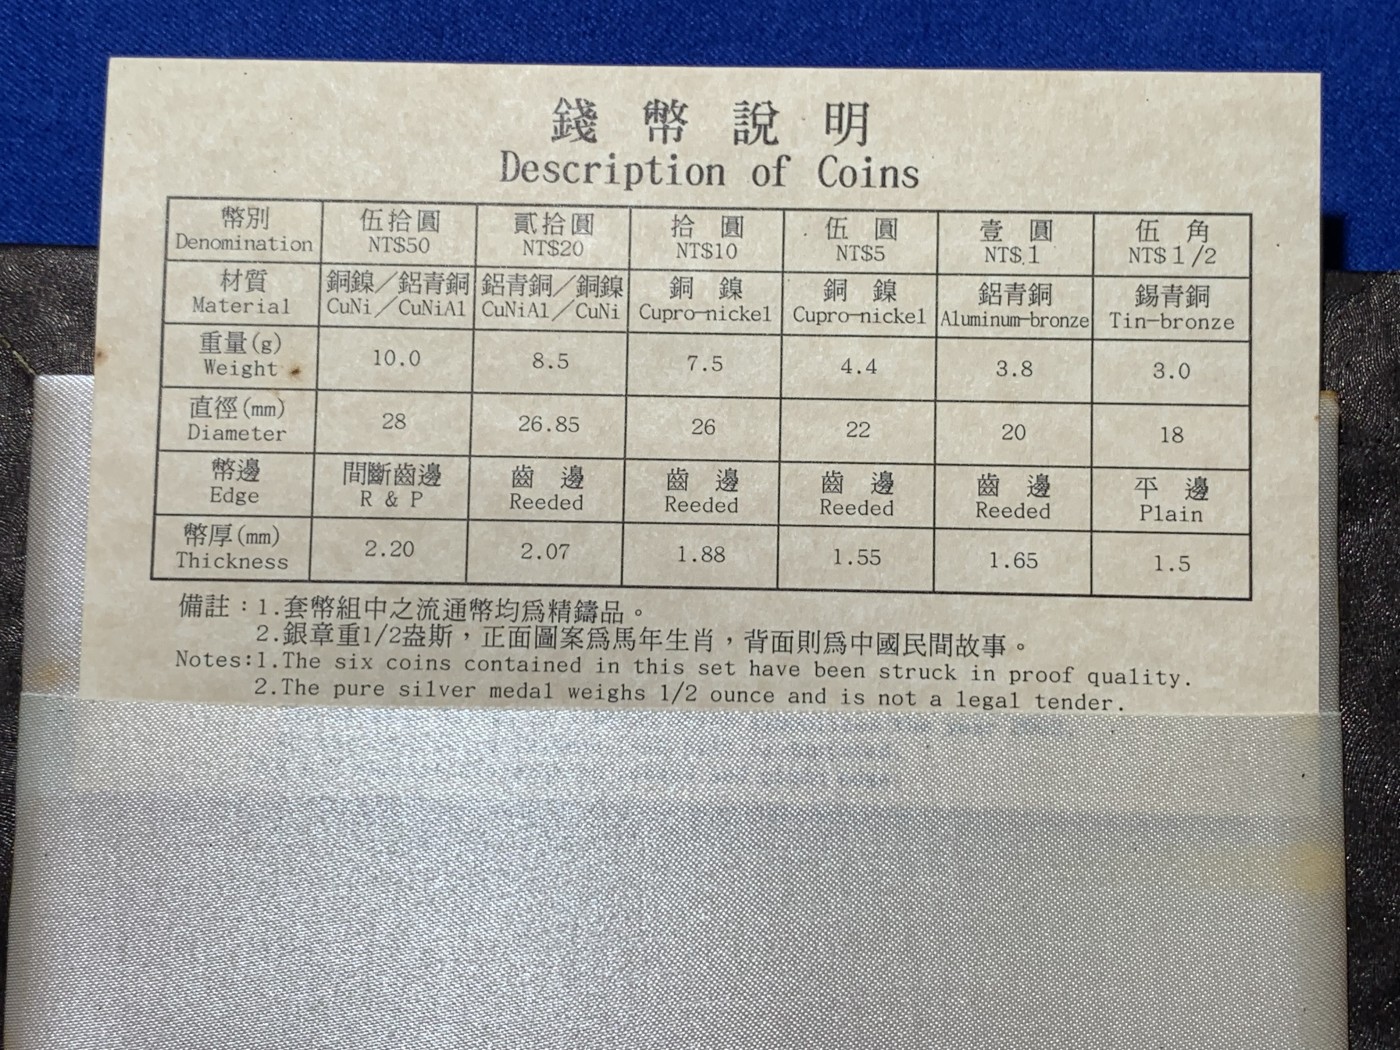 錢幣說明
Description of Coins
幣別 伍拾圓 貳拾圓 拾圓 伍圓 壹圓 伍角
Denomination NT$50 NT$20 NT$10 NT$5 NT$.1 NT$1/2
材質 銅鎳／鋁青銅 鋁青銅／銅鎳 銅鎳 銅鎳 鋁青銅 錫青銅
Material CuNi／CuNiAl CuNiAl／CuNi Cupro-nickel Cupro-nickel Aluminum-bronze Tin-bronze
重量(g)
Weight 10.0 8.5 7.5 4.4 3.8 3.0
直徑(mm)
Diameter 28 26.85 26 22 20 18
幣邊 間斷齒邊 齒邊 齒邊 齒邊 齒邊 平邊
Edge R & P Reeded Reeded Reeded Reeded Plain
幣厚(mm)
Thickness 2.20 2.07 1.88 1.55 1.65 1.5
備註：1.套幣組中之流通幣均為精鑄品。
2.銀章重1/2盎斯，正面圖案為馬年生肖，背面則為中國民間故事。
Notes:1.The six coins contained in this set have been struck in proof quality.
2.The pure silver medal weighs 1/2 ounce and is not a legal tender.